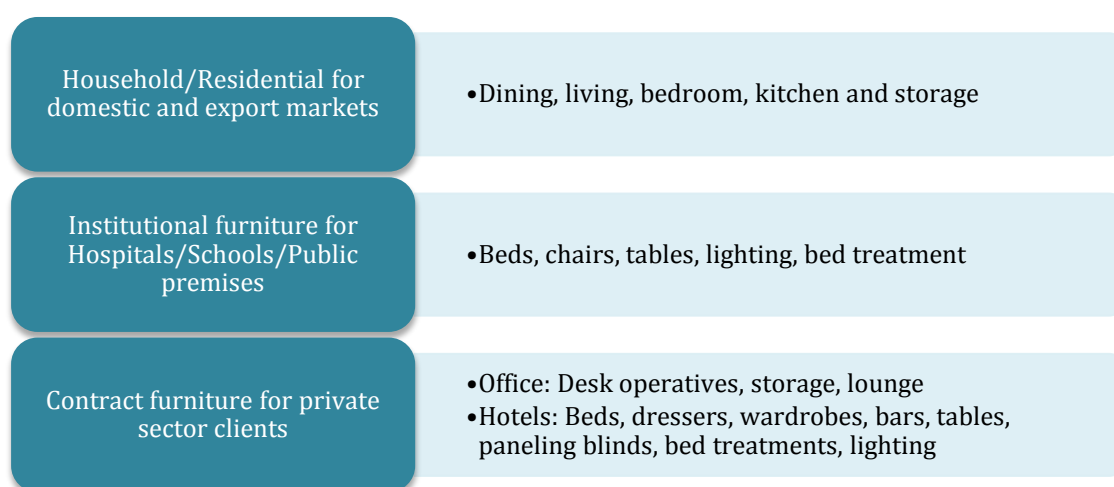 Household/Residential for
domestic and export markets
•Dining, living, bedroom, kitchen and storage
Institutional furniture for
Hospitals/Schools/Public
premises
•Beds, chairs, tables, lighting, bed treatment
Contract furniture for private
sector clients
•Office: Desk operatives, storage, lounge
•Hotels: Beds, dressers, wardrobes, bars, tables,
paneling blinds, bed treatments, lighting